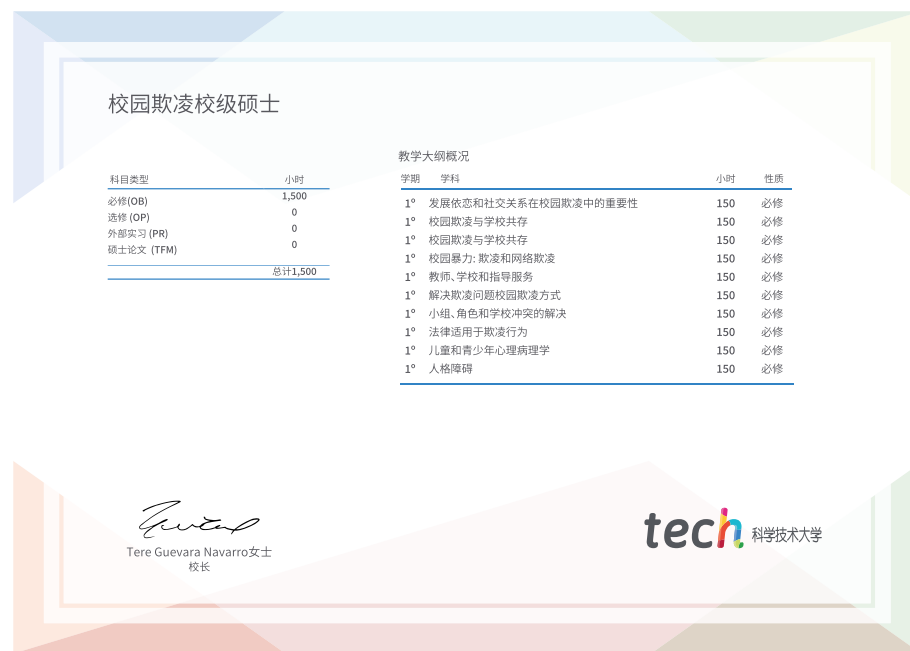 校园欺凌校级硕士
科目类型 小时
必修(OB) 1,500
选修 (OP) 0
外部实习 (PR) 0
硕士论文 (TFM) 0
总计1,500
教学大纲概况
学期 学科 小时 性质
1º 发展依恋和社交关系在校园欺凌中的重要性 150 必修
1º 校园欺凌与学校共存 150 必修
1º 校园欺凌与学校共存 150 必修
1º 校园暴力: 欺凌和网络欺凌 150 必修
1º 教师、学校和指导服务 150 必修
1º 解决欺凌问题校园欺凌方式 150 必修
1º 小组、角色和学校冲突的解决 150 必修
1º 法律适用于欺凌行为 150 必修
1º 儿童和青少年心理病理学 150 必修
1º 人格障碍 150 必修
Tere Guevara Navarro女士
校长
tech 科学技术大学